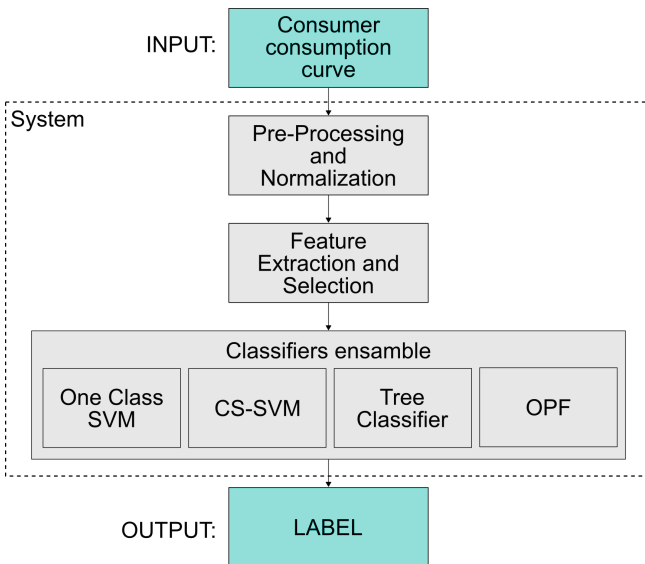 INPUT:
Consumer
consumption
curve
System
Pre-Processing
and
Normalization
Feature
Extraction and
Selection
Classifiers ensamble
One Class
SVM
CS-SVM
Tree
Classifier
OPF
OUTPUT:
LABEL